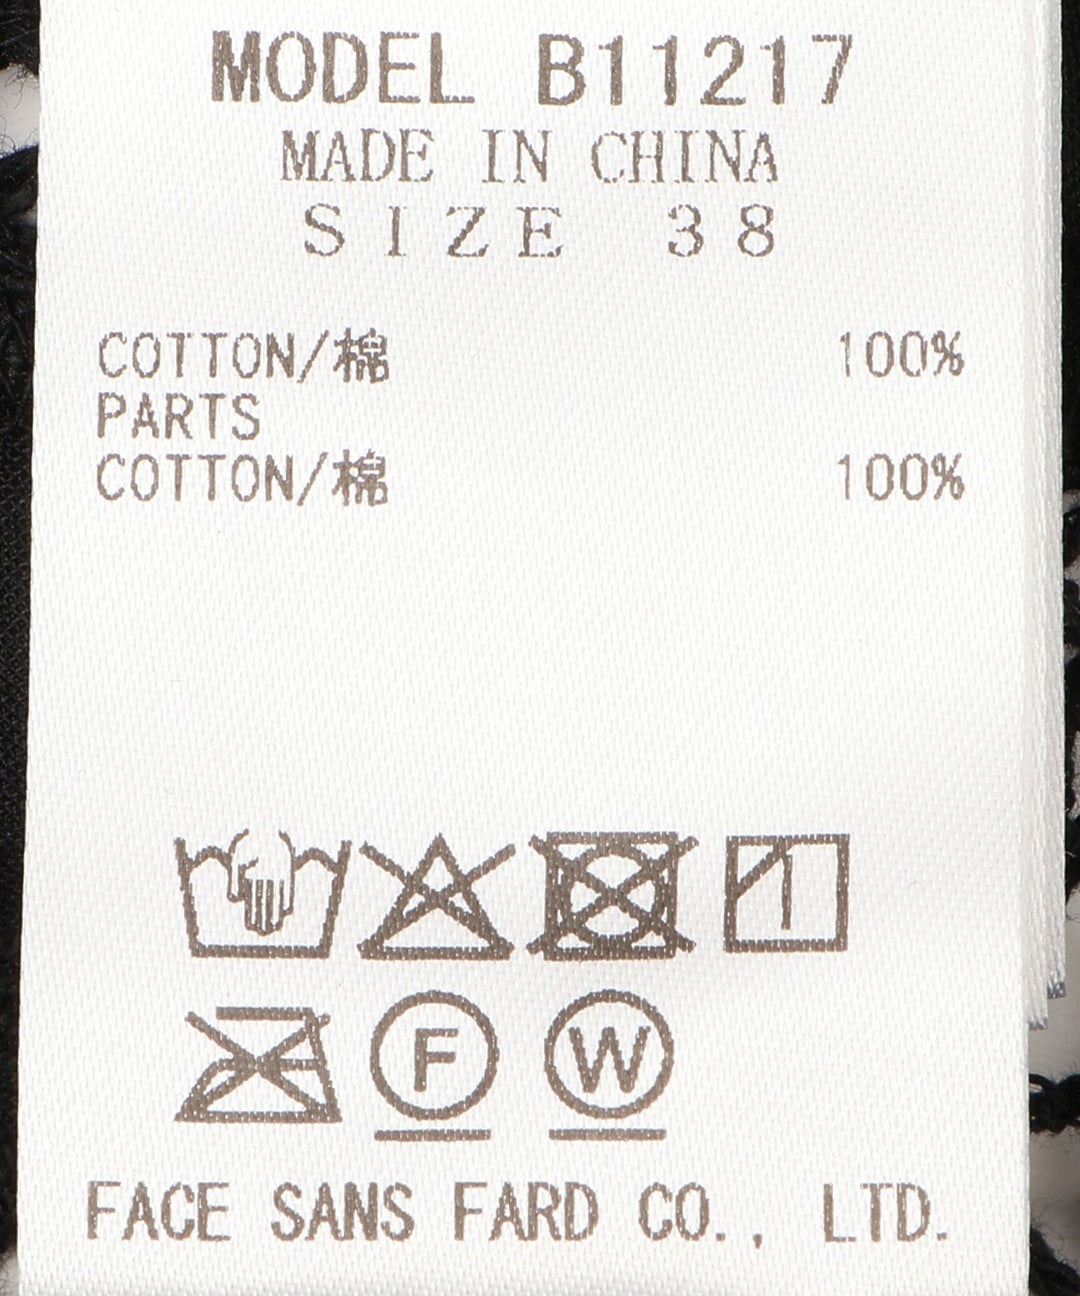 MODEL B11217
MADE IN CHINA
SIZE 38
COTTON/棉 100%
PARTS
COTTON/棉 100%
F W
FACE SANS FARD CO., LTD.